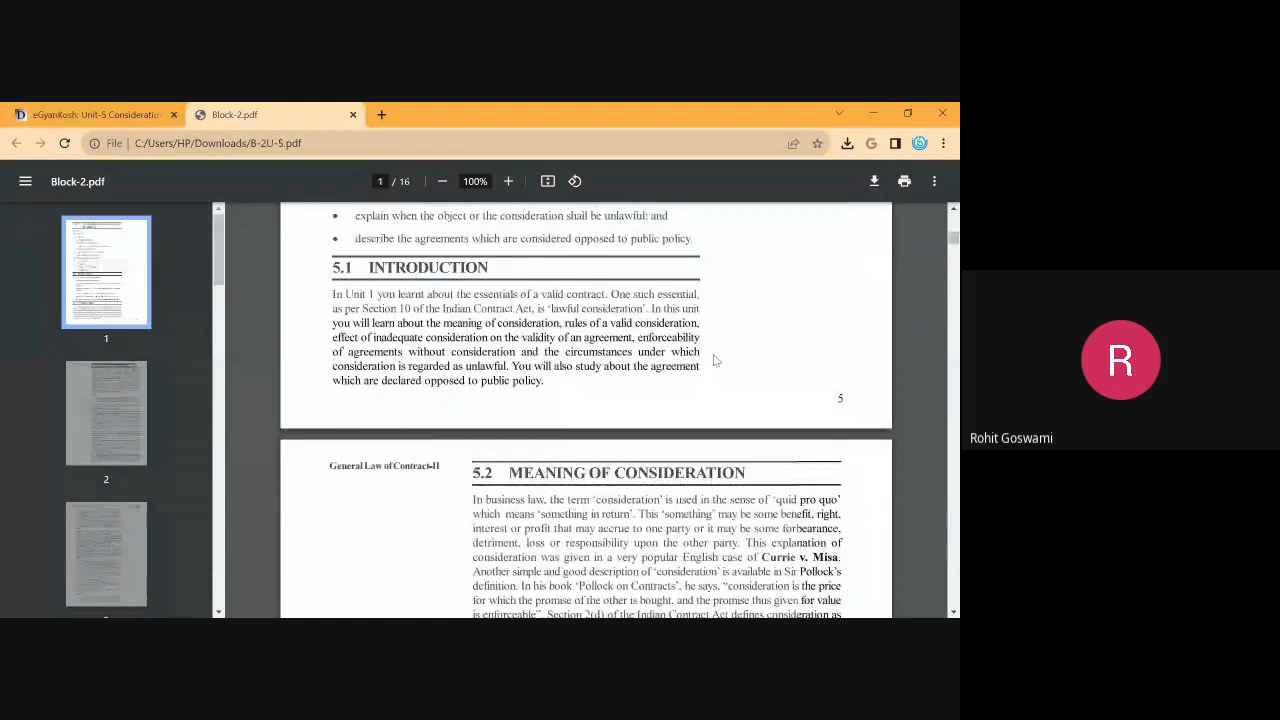 eGyanKosh: Unit-5 Consideratio
Block-2.pdf
File
C:/Users/HP/Downloads/B-2U-5.pdf
Block-2.pdf
1 / 16
100%
explain when the object or the consideration shall be unlawful; and
describe the agreements which are considered opposed to public policy.
5.1 INTRODUCTION
In Unit 1 you learnt about the essentials of a valid contract. One such essential,
as per Section 10 of the Indian Contract Act, is 'lawful consideration'. In this unit
you will learn about the meaning of consideration, rules of a valid consideration,
effect of inadequate consideration on the validity of an agreement, enforceability
of agreements without consideration and the circumstances under which
consideration is regarded as unlawful. You will also study about the agreement
which are declared opposed to public policy.
5
General Law of Contract-II
5.2 MEANING OF CONSIDERATION
In business law, the term 'consideration' is used in the sense of 'quid pro quo'
which means 'something in return'. This 'something' may be some benefit, right,
interest or profit that may accrue to one party or it may be some forbearance,
detriment, loss or responsibility upon the other party. This explanation of
consideration was given in a very popular English case of Currie v. Misa.
Another simple and good description of 'consideration' is available in Sir Pollock's
definition. In his book 'Pollock on Contracts', he says, "consideration is the price
for which the promise of the other is bought, and the promise thus given for value
is enforceable". Section 2(d) of the Indian Contract Act defines consideration as
1
2
R
Rohit Goswami